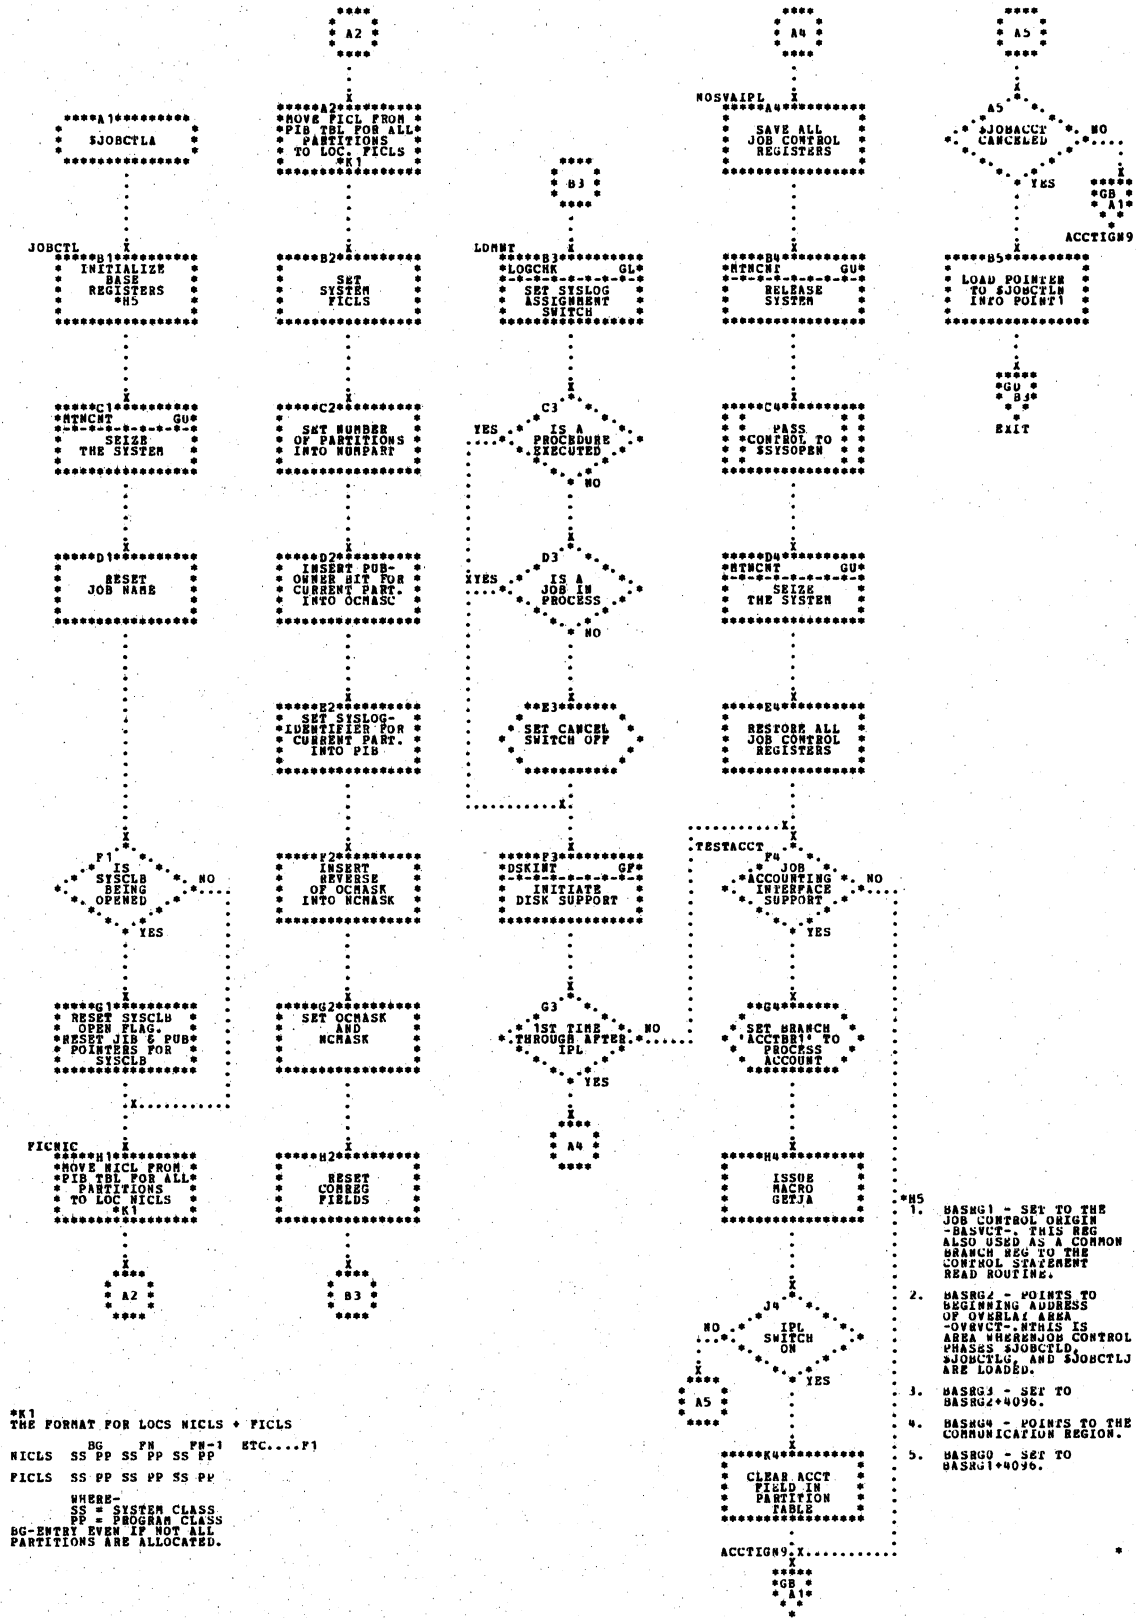 A2
A4
A5
A1
$JOBCTLA
A2
MOVE FICL FROM
PIB TBL FOR ALL
PARTITIONS
TO LOC. FICLS
*K1
NOSVAIPL
A4
SAVE ALL
JOB CONTROL
REGISTERS
A5
$JOBACCT
CANCELED
NO
YES
GB
A1
ACCTIGN9
B3
JOBCTL
B1
INITIALIZE
BASE
REGISTERS
*H5
B2
SET
SYSTEM
FICLS
LDMNT
B3
LOGCHK GL
SET SYSLOG
ASSIGNMENT
SWITCH
B4
MTNCNT GU
RELEASE
SYSTEM
B5
LOAD POINTER
TO $JOBCTLN
INTO POINT1
GU
B3
EXIT
C1
MTNCNT GU
SEIZE
THE SYSTEM
C2
SET NUMBER
OF PARTITIONS
INTO NUMPART
C3
IS A
PROCEDURE
EXECUTED
YES
NO
C4
PASS
CONTROL TO
$SYSOPEN
D1
RESET
JOB NAME
D2
INSERT PUB-
OWNER BIT FOR
CURRENT PART.
INTO OCMASC
D3
IS A
JOB IN
PROCESS
YES
NO
D4
MTNCNT GU
SEIZE
THE SYSTEM
E2
SET SYSLOG-
IDENTIFIER FOR
CURRENT PART.
INTO PIB
E3
SET CANCEL
SWITCH OFF
E4
RESTORE ALL
JOB CONTROL
REGISTERS
F1
IS
SYSCLB
BEING
OPENED
NO
YES
F2
INSERT
REVERSE
OF OCMASK
INTO NCMASK
F3
DSKINT GF
INITIATE
DISK SUPPORT
TESTACCT
F4
JOB
ACCOUNTING
INTERFACE
SUPPORT
NO
YES
G1
RESET SYSCLB
OPEN FLAG.
RESET JIB & PUB
POINTERS FOR
SYSCLB
G2
SET OCMASK
AND
NCMASK
G3
1ST TIME
THROUGH AFTER
IPL
NO
YES
G4
SET BRANCH
'ACCTBR1' TO
PROCESS
ACCOUNT
A4
FICNIC
H1
MOVE NICL FROM
PIB TBL FOR ALL
PARTITIONS
TO LOC NICLS
*K1
H2
RESET
COMREG
FIELDS
H4
ISSUE
MACRO
GETJA
A2
B3
J4
IPL
SWITCH
ON
NO
YES
A5
K4
CLEAR ACCT
FIELD IN
PARTITION
TABLE
ACCTIGN9
GB
A1
*H5
1. BASRG1 - SET TO THE
JOB CONTROL ORIGIN
-BASVCT-. THIS REG
ALSO USED AS A COMMON
BRANCH REG TO THE
CONTROL STATEMENT
READ ROUTINE.
2. BASRG2 - POINTS TO
BEGINNING ADDRESS
OF OVERLAY AREA
-OVRVCT-.NTHIS IS
AREA WHERENJOB CONTROL
PHASES $JOBCTLD,
$JOBCTLG, AND $JOBCTLJ
ARE LOADED.
3. BASRG3 - SET TO
BASRG2+4096.
4. BASRG4 - POINTS TO THE
COMMUNICATION REGION.
5. BASRG0 - SET TO
BASRG1+4096.
*K1
THE FORMAT FOR LOCS NICLS + FICLS
BG FN FN-1 ETC....F1
NICLS SS PP SS PP SS PP
FICLS SS PP SS PP SS PP
WHERE-
SS = SYSTEM CLASS
PP = PROGRAM CLASS
BG-ENTRY EVEN IF NOT ALL
PARTITIONS ARE ALLOCATED.